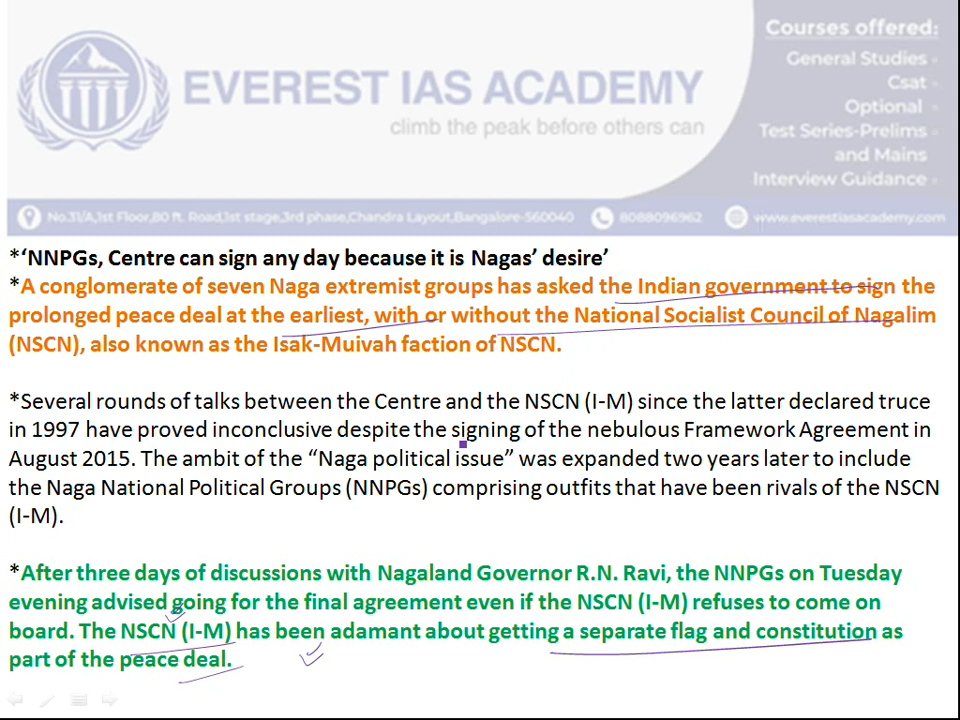 Courses offered:
General Studies
Csat
Optional
Test Series-Prelims
and Mains
Interview Guidance
EVEREST IAS ACADEMY
climb the peak before others can
No.31/A,1st Floor,80 ft. Road,1st stage,3rd phase,Chandra Layout,Bangalore-560040 8088096962 www.everestiasacademy.com
*‘NNPGs, Centre can sign any day because it is Nagas’ desire’
*A conglomerate of seven Naga extremist groups has asked the Indian government to sign the
prolonged peace deal at the earliest, with or without the National Socialist Council of Nagalim
(NSCN), also known as the Isak-Muivah faction of NSCN.
*Several rounds of talks between the Centre and the NSCN (I-M) since the latter declared truce
in 1997 have proved inconclusive despite the signing of the nebulous Framework Agreement in
August 2015. The ambit of the “Naga political issue” was expanded two years later to include
the Naga National Political Groups (NNPGs) comprising outfits that have been rivals of the NSCN
(I-M).
*After three days of discussions with Nagaland Governor R.N. Ravi, the NNPGs on Tuesday
evening advised going for the final agreement even if the NSCN (I-M) refuses to come on
board. The NSCN (I-M) has been adamant about getting a separate flag and constitution as
part of the peace deal.